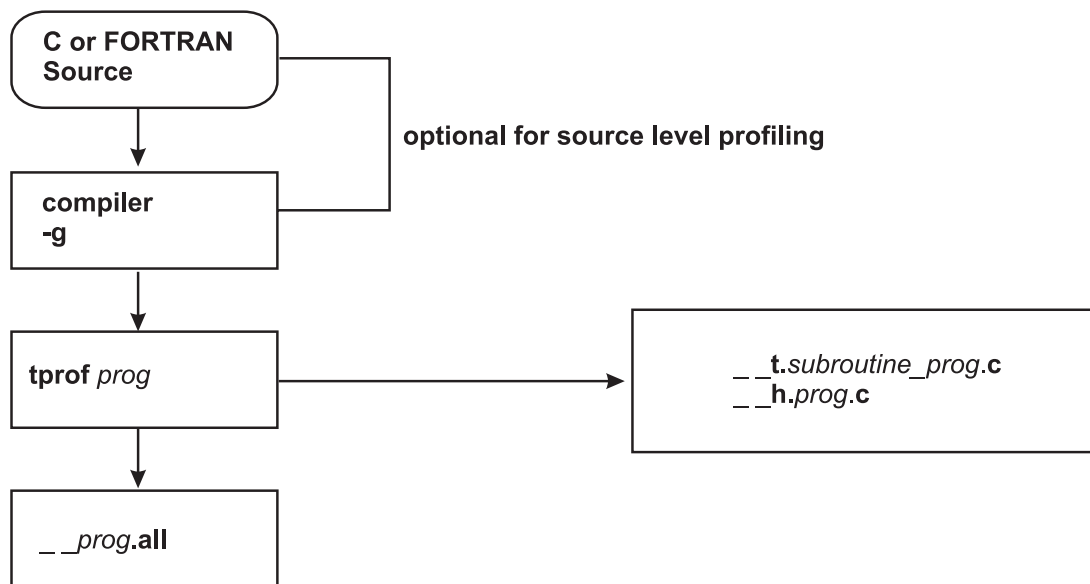 C or FORTRAN
Source
optional for source level profiling
compiler
-g
tprof prog
_ _t.subroutine_prog.c
_ _h.prog.c
_ _prog.all